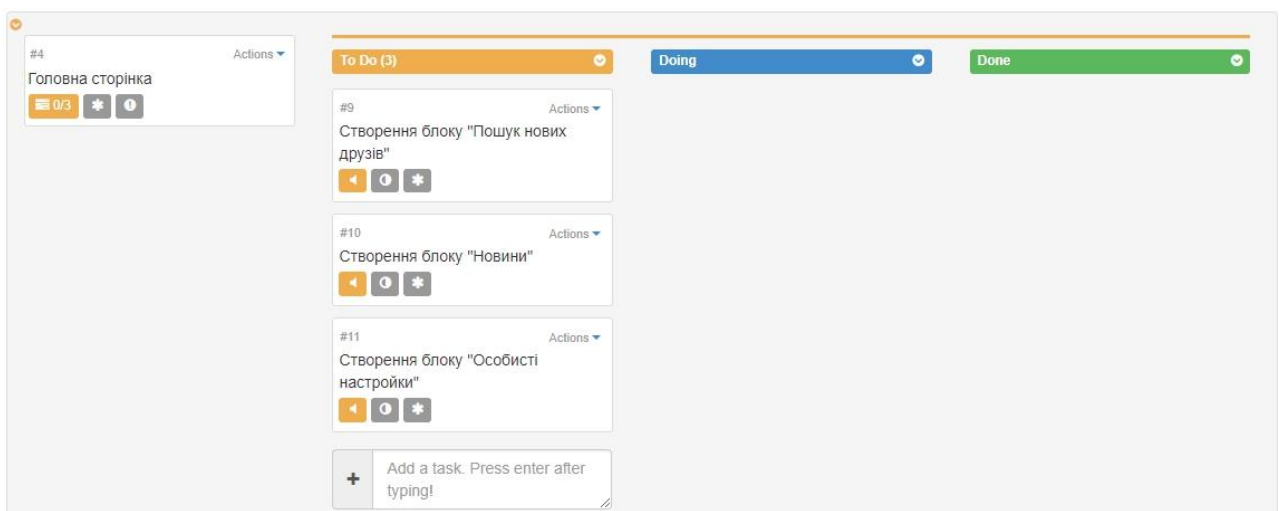 #4 Actions
Головна сторінка
0/3
To Do (3)
Doing
Done
#9 Actions
Створення блоку "Пошук нових
друзів"
#10 Actions
Створення блоку "Новини"
#11 Actions
Створення блоку "Особисті
настройки"
+ Add a task. Press enter after
typing!